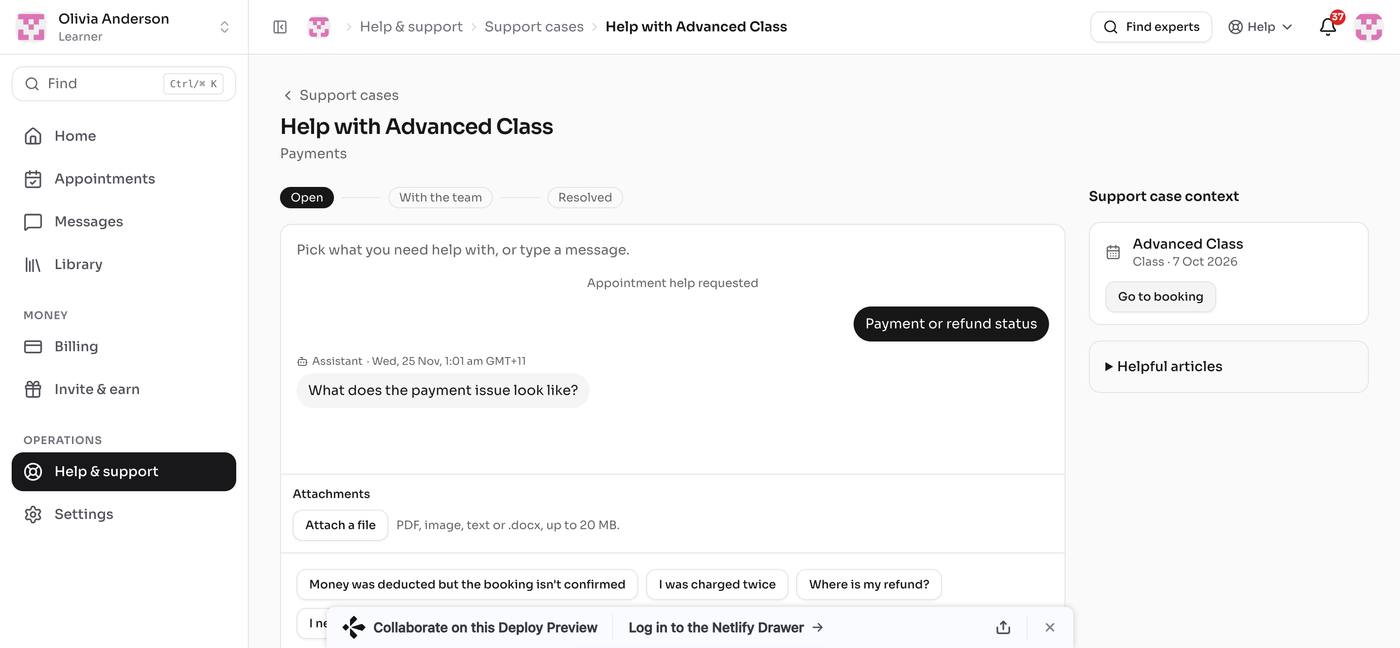 Olivia Anderson
Learner
Find
Ctrl/⌘ K
Home
Appointments
Messages
Library
MONEY
Billing
Invite & earn
OPERATIONS
Help & support
Settings
Help & support
Support cases
Help with Advanced Class
Find experts
Help
37
Support cases
Help with Advanced Class
Payments
Open
With the team
Resolved
Pick what you need help with, or type a message.
Appointment help requested
Payment or refund status
Assistant · Wed, 25 Nov, 1:01 am GMT+11
What does the payment issue look like?
Attachments
Attach a file
PDF, image, text or .docx, up to 20 MB.
Money was deducted but the booking isn't confirmed
I was charged twice
Where is my refund?
Support case context
Advanced Class
Class · 7 Oct 2026
Go to booking
Helpful articles
I
Collaborate on this Deploy Preview
Log in to the Netlify Drawer →